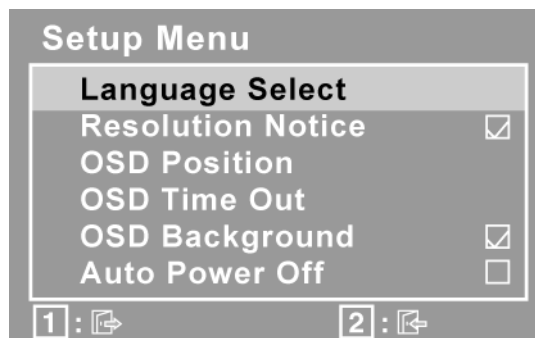 Setup Menu
Language Select
Resolution Notice
OSD Position
OSD Time Out
OSD Background
Auto Power Off
1 : 2 :